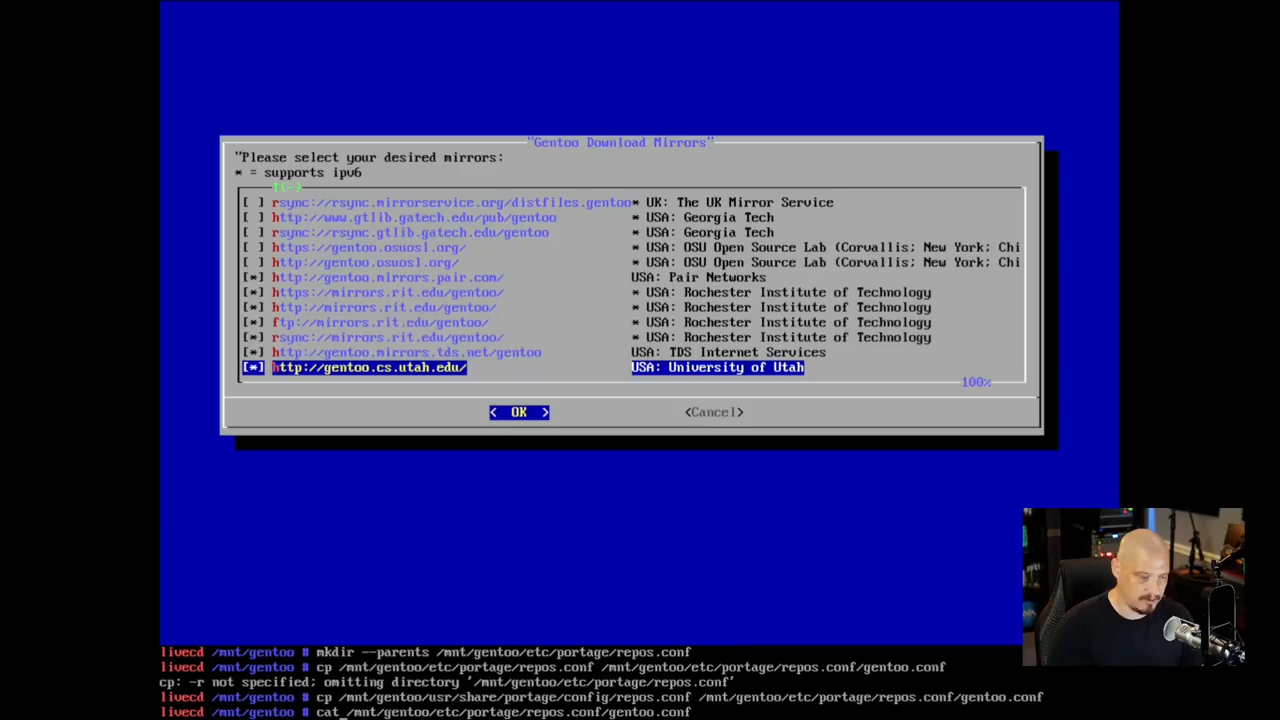 "Gentoo Download Mirrors"
"Please select your desired mirrors:
* = supports ipv6
f(-)
[ ] rsync://rsync.mirrorservice.org/distfiles.gentoo* UK: The UK Mirror Service
[ ] http://www.gtlib.gatech.edu/pub/gentoo * USA: Georgia Tech
[ ] rsync://rsync.gtlib.gatech.edu/gentoo * USA: Georgia Tech
[ ] https://gentoo.osuosl.org/ * USA: OSU Open Source Lab (Corvallis; New York; Chi
[ ] http://gentoo.osuosl.org/ * USA: OSU Open Source Lab (Corvallis; New York; Chi
[*] http://gentoo.mirrors.pair.com/ USA: Pair Networks
[*] https://mirrors.rit.edu/gentoo/ * USA: Rochester Institute of Technology
[*] http://mirrors.rit.edu/gentoo/ * USA: Rochester Institute of Technology
[*] ftp://mirrors.rit.edu/gentoo/ * USA: Rochester Institute of Technology
[*] rsync://mirrors.rit.edu/gentoo/ * USA: Rochester Institute of Technology
[*] http://gentoo.mirrors.tds.net/gentoo USA: TDS Internet Services
[*] http://gentoo.cs.utah.edu/ USA: University of Utah
100%
< OK > <Cancel>
livecd /mnt/gentoo # mkdir --parents /mnt/gentoo/etc/portage/repos.conf
livecd /mnt/gentoo # cp /mnt/gentoo/etc/portage/repos.conf /mnt/gentoo/etc/portage/repos.conf/gentoo.conf
cp: -r not specified; omitting directory '/mnt/gentoo/etc/portage/repos.conf'
livecd /mnt/gentoo # cp /mnt/gentoo/usr/share/portage/config/repos.conf /mnt/gentoo/etc/portage/repos.conf/gentoo.conf
livecd /mnt/gentoo # cat /mnt/gentoo/etc/portage/repos.conf/gentoo.conf